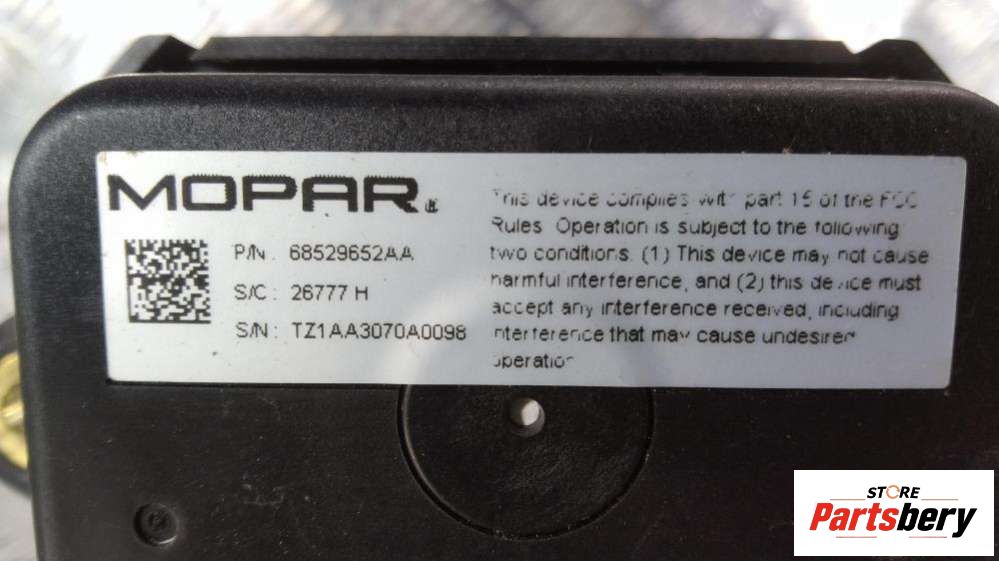 MOPAR
P/N : 68529652AA
S/C : 26777 H
S/N : TZ1AA3070A0098
This device complies with part 15 of the FCC
Rules. Operation is subject to the following
two conditions. (1) This device may not cause
harmful interference, and (2) this device must
accept any interference received, including
interference that may cause undesired
operation
STORE
Partsbery